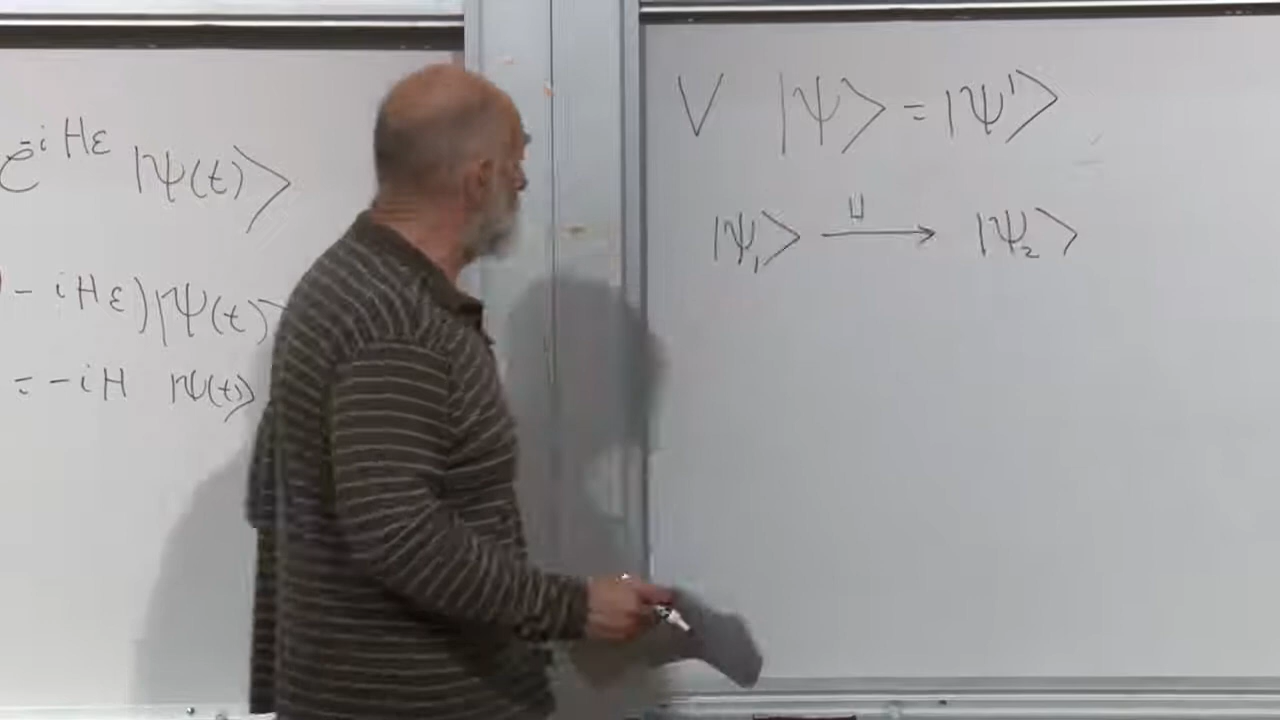 e^{-iHε} |ψ(t)⟩
- iHε)|ψ(t)
= -iH |ψ(t)⟩
V |Ψ⟩ = |Ψ'⟩
|Ψ₁⟩ —U→ |Ψ₂⟩